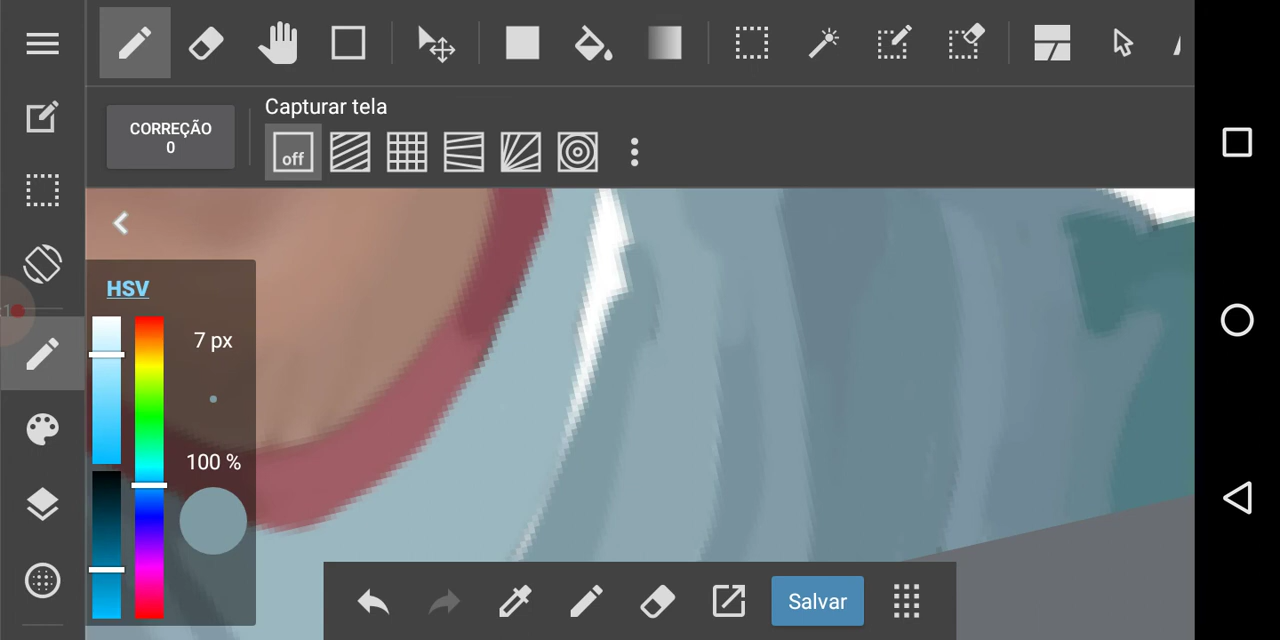 Capturar tela
CORREÇÃO
0
off
HSV
7 px
100 %
Salvar